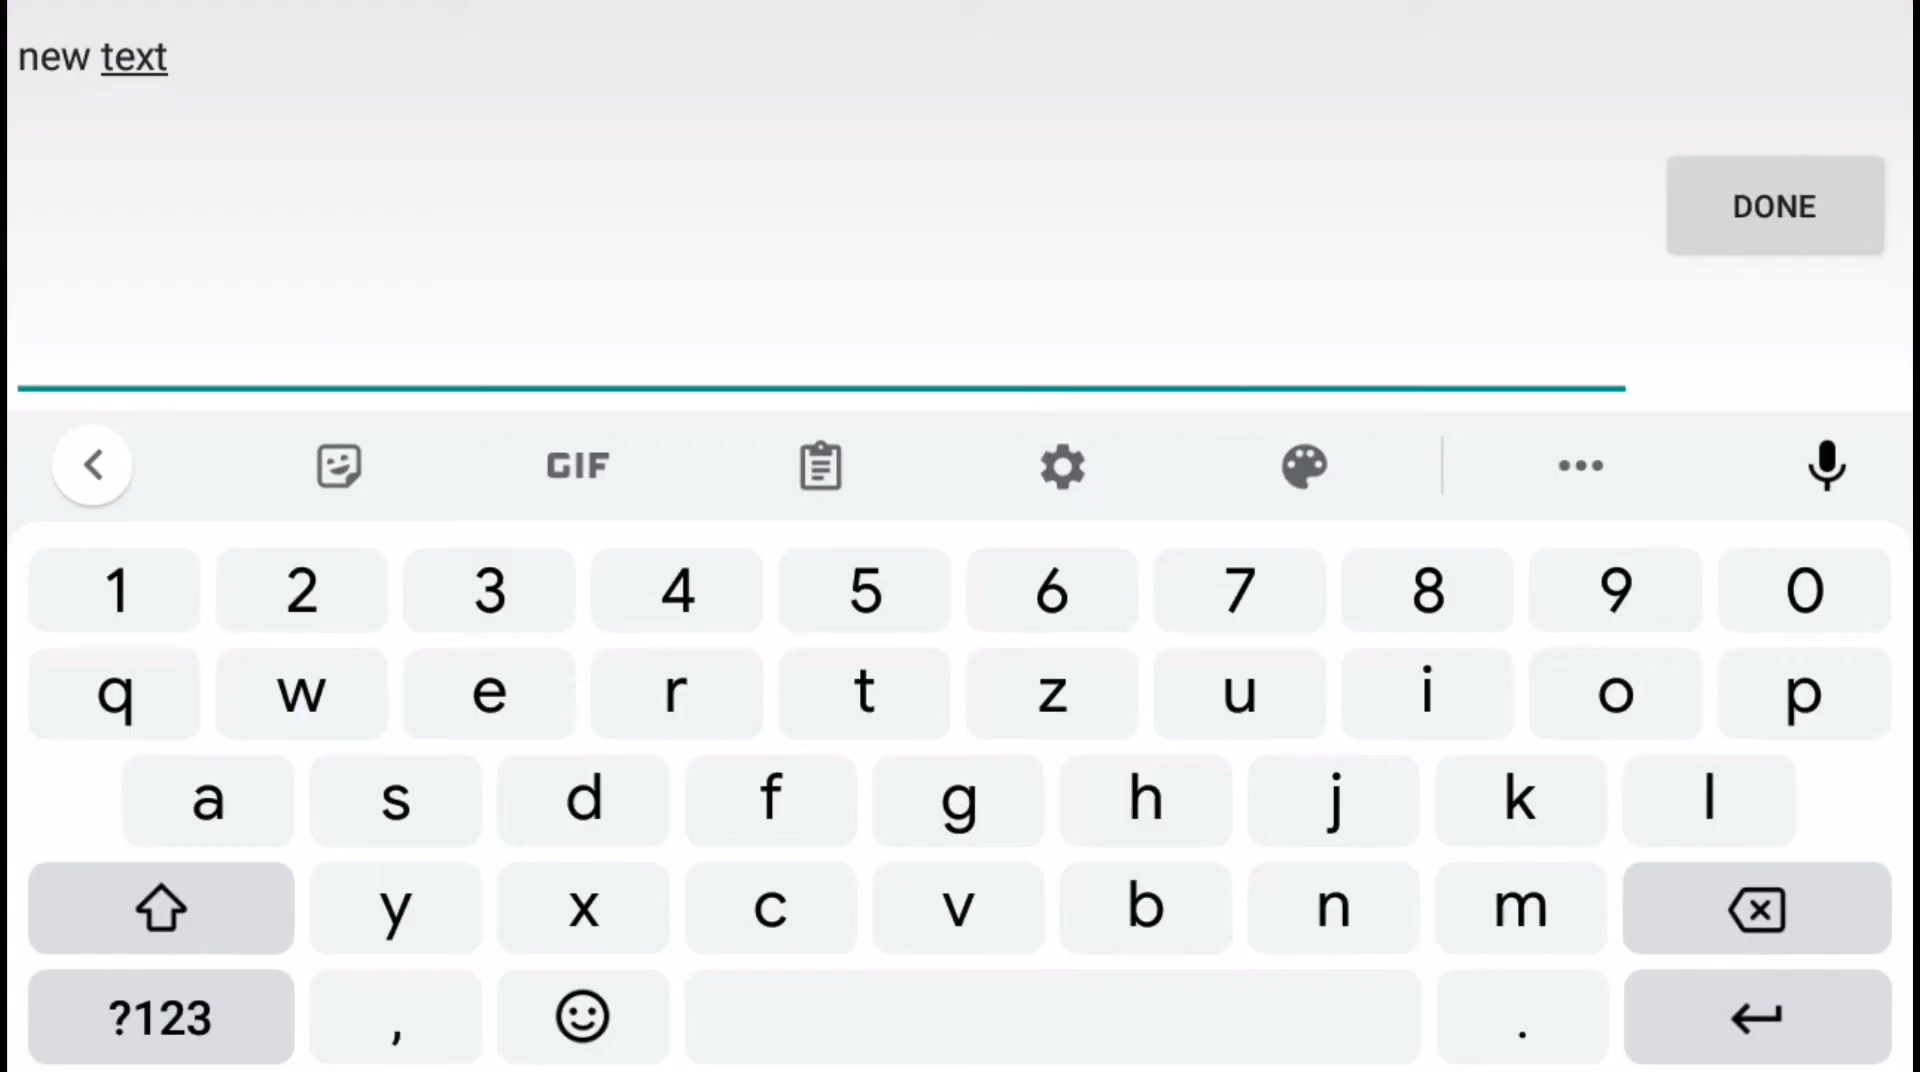 new text
DONE
GIF
1 2 3 4 5 6 7 8 9 0
q w e r t z u i o p
a s d f g h j k l
y x c v b n m
?123 , .